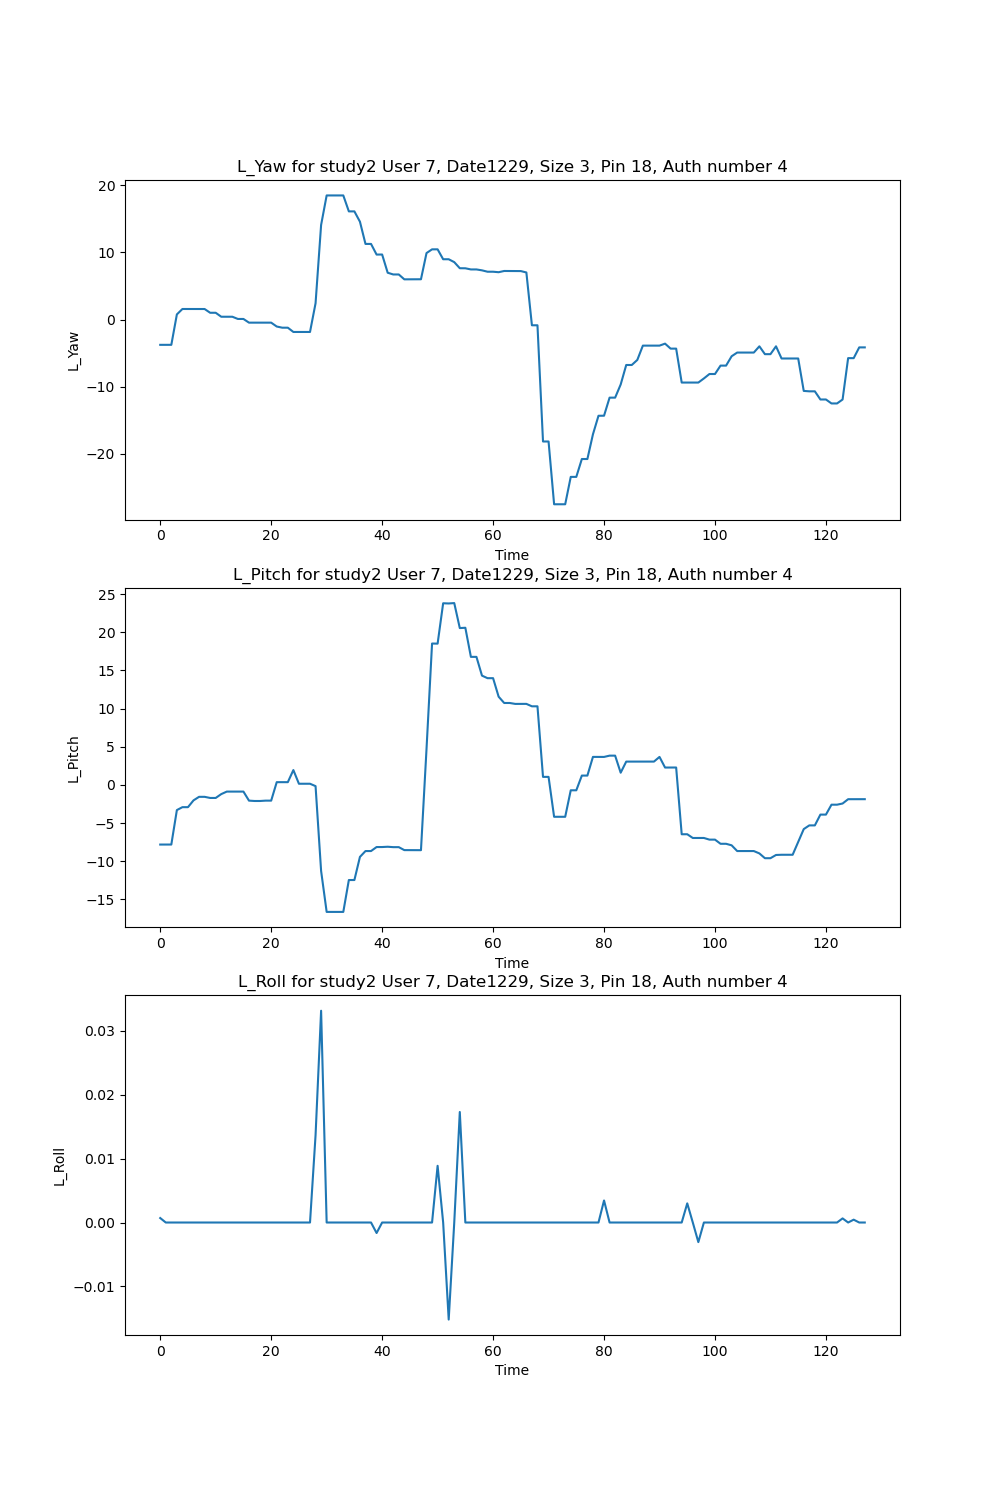 L_Yaw for study2 User 7, Date1229, Size 3, Pin 18, Auth number 4
20
10
0
−10
−20
L_Yaw
0 20 40 60 80 100 120
Time
L_Pitch for study2 User 7, Date1229, Size 3, Pin 18, Auth number 4
25
20
15
10
5
0
−5
−10
−15
L_Pitch
0 20 40 60 80 100 120
Time
L_Roll for study2 User 7, Date1229, Size 3, Pin 18, Auth number 4
0.03
0.02
0.01
0.00
−0.01
L_Roll
0 20 40 60 80 100 120
Time